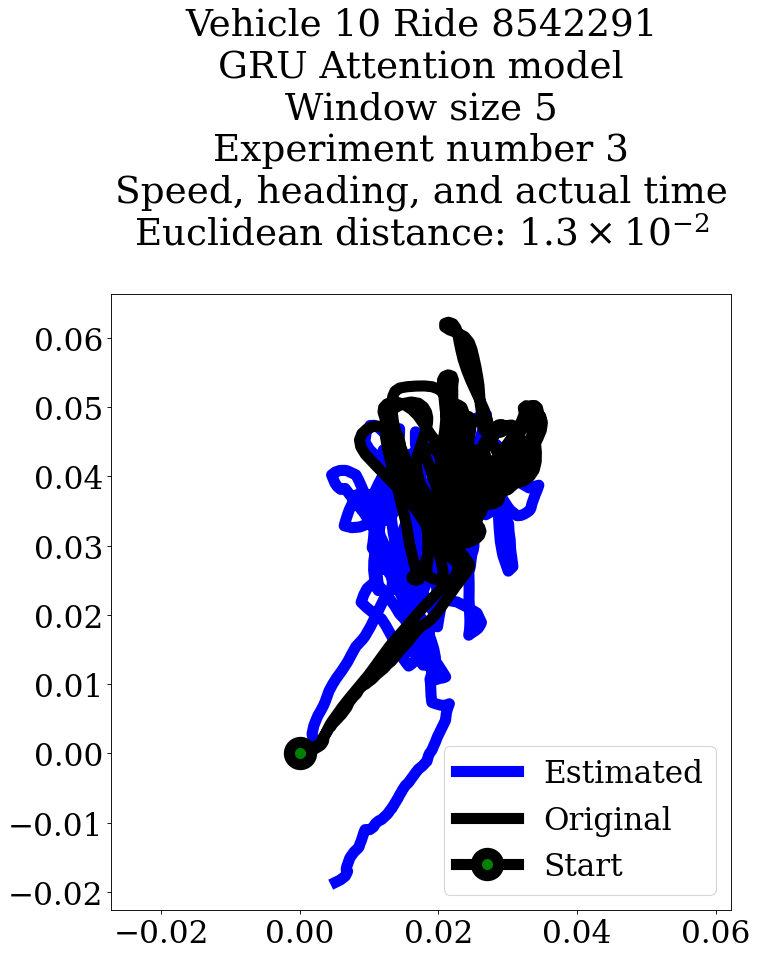 Vehicle 10 Ride 8542291
GRU Attention model
Window size 5
Experiment number 3
Speed, heading, and actual time
Euclidean distance: 1.3 × 10⁻²
0.06
0.05
0.04
0.03
0.02
0.01
0.00
−0.01
−0.02
Estimated
Original
Start
−0.02 0.00 0.02 0.04 0.06